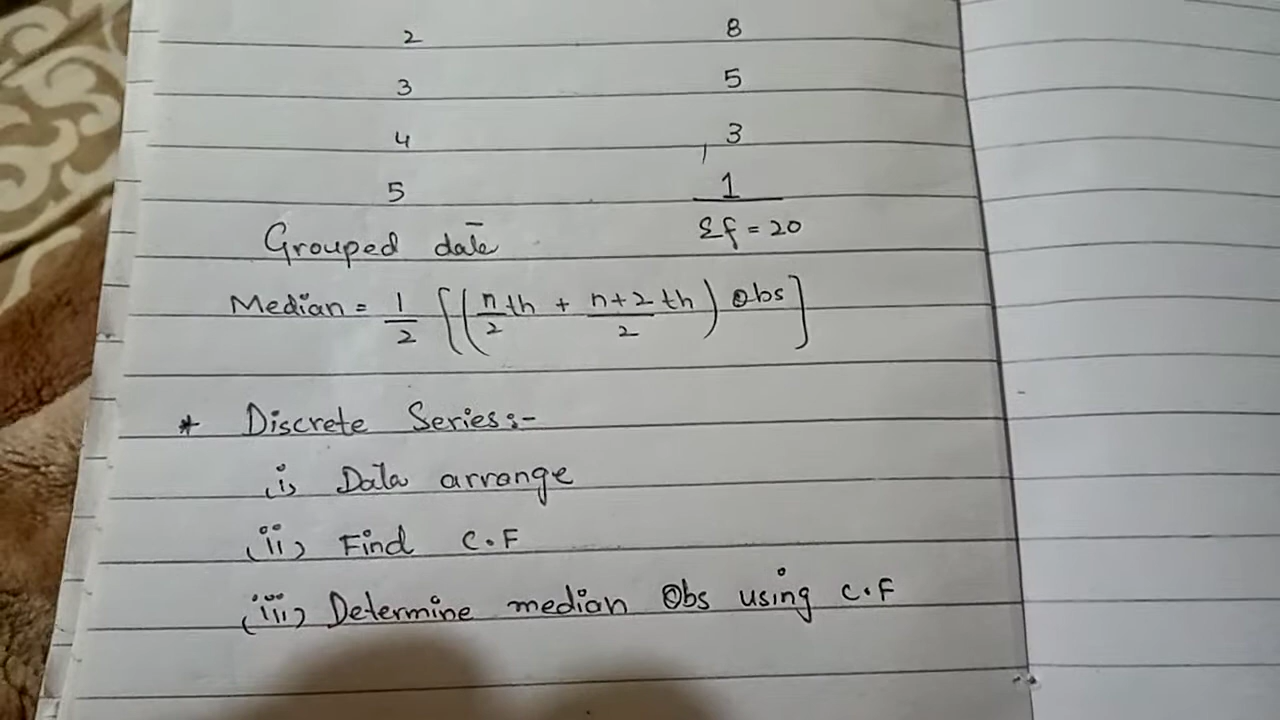 2 8
3 5
4 3
5 1
Grouped data Σf = 20
Median = 1/2 [(n/2 th + n+2/2 th) Obs]
* Discrete Series:-
(i) Data arrange
(ii) Find C.F
(iii) Determine median Obs using C.F